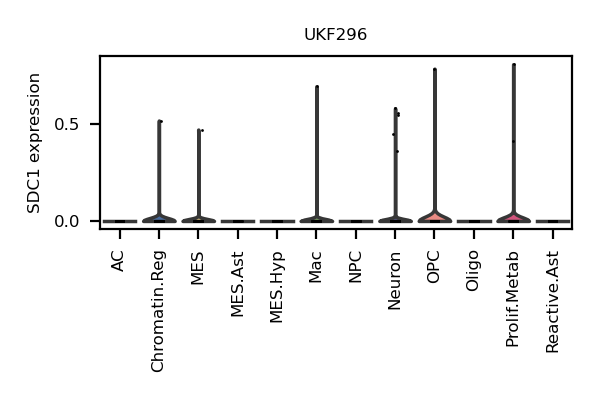 UKF296
SDC1 expression
0.5
0.0
AC
Chromatin.Reg
MES
MES.Ast
MES.Hyp
Mac
NPC
Neuron
OPC
Oligo
Prolif.Metab
Reactive.Ast